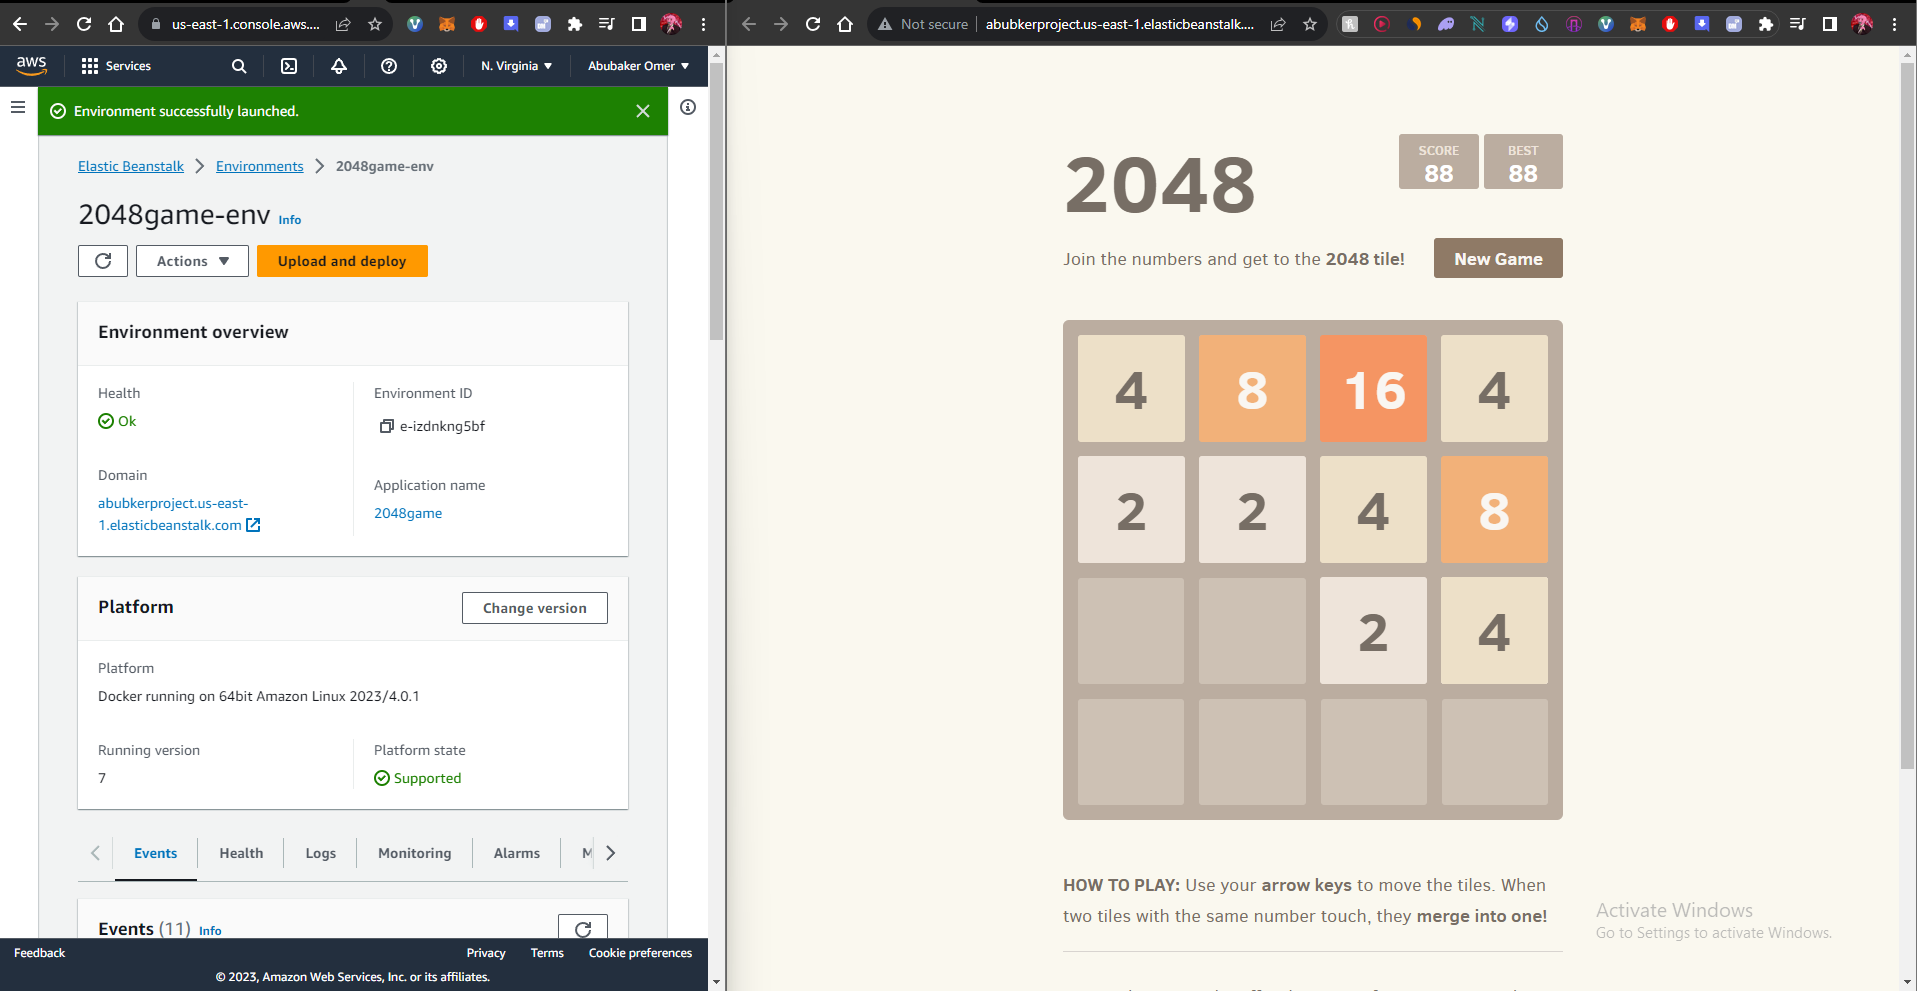 us-east-1.console.aws....
aws
Services
N. Virginia
Abubaker Omer
Environment successfully launched.
Elastic Beanstalk
Environments
2048game-env
2048game-env Info
Actions
Upload and deploy
Environment overview
Health
Ok
Environment ID
e-izdnkng5bf
Domain
abubkerproject.us-east-
1.elasticbeanstalk.com
Application name
2048game
Platform
Change version
Platform
Docker running on 64bit Amazon Linux 2023/4.0.1
Running version
7
Platform state
Supported
Events
Health
Logs
Monitoring
Alarms
M
Events (11) Info
Feedback
Privacy
Terms
Cookie preferences
© 2023, Amazon Web Services, Inc. or its affiliates.
Not secure
abubkerproject.us-east-1.elasticbeanstalk....
2048
SCORE
88
BEST
88
Join the numbers and get to the 2048 tile!
New Game
4 8 16 4
2 2 4 8
2 4
HOW TO PLAY: Use your arrow keys to move the tiles. When
two tiles with the same number touch, they merge into one!
Activate Windows
Go to Settings to activate Windows.